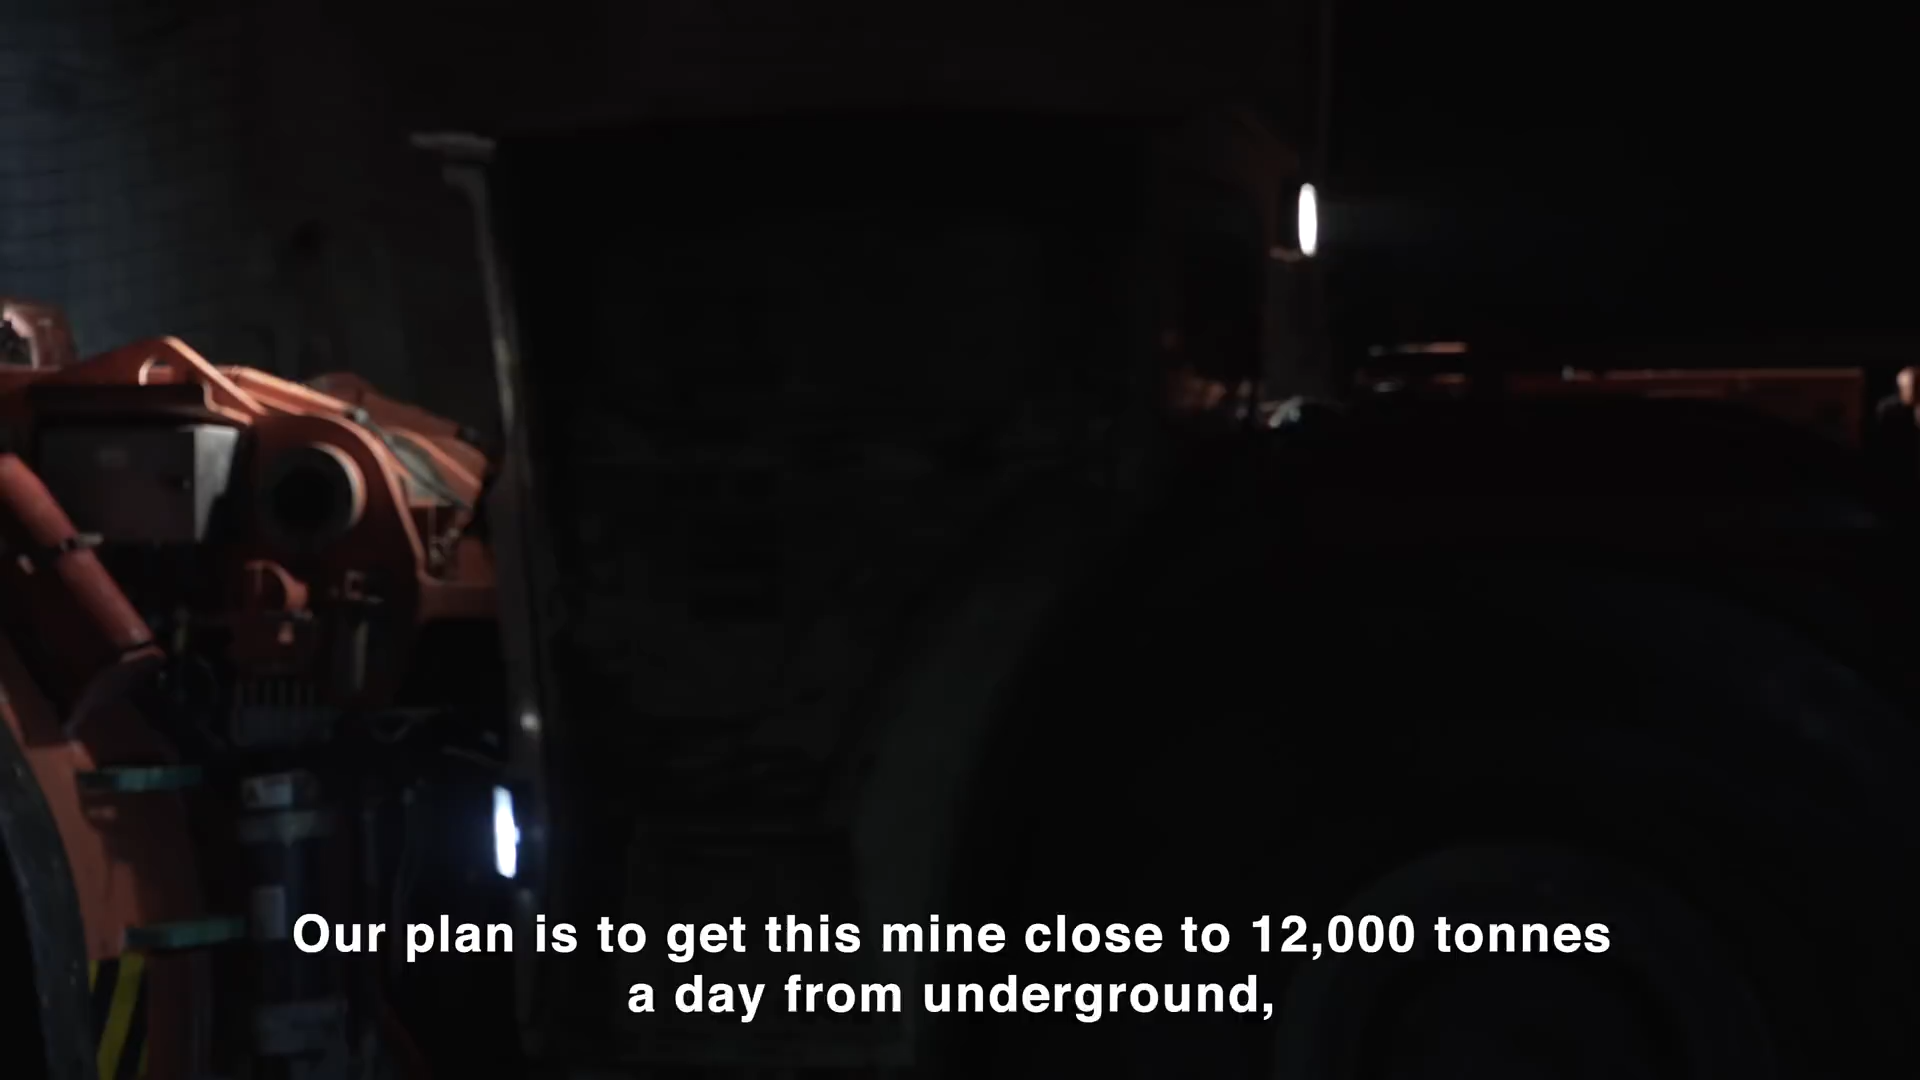 Our plan is to get this mine close to 12,000 tonnes
a day from underground,